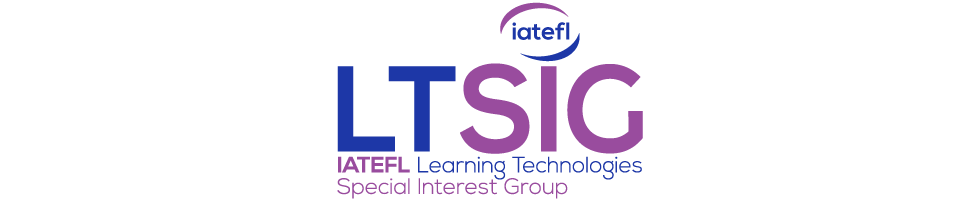 iatefl
LTSIG
IATEFL Learning Technologies
Special Interest Group